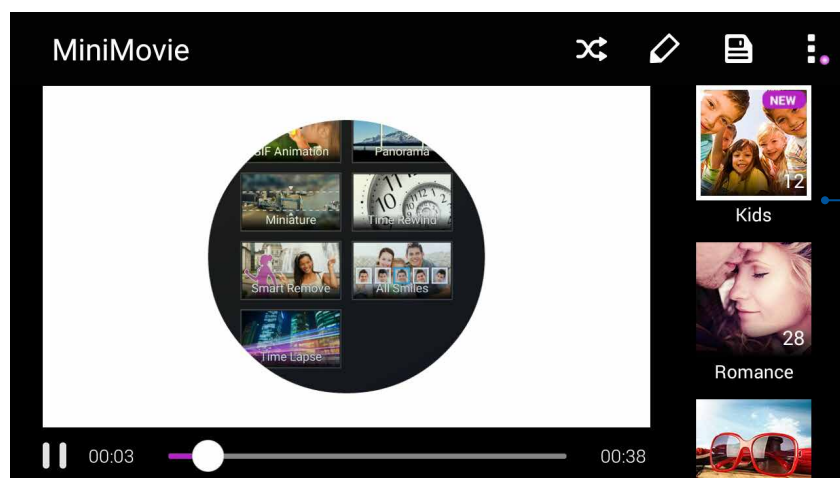 MiniMovie
GIF Animation
Panorama
Miniature
Time Rewind
Smart Remove
All Smiles
Time Lapse
00:03
00:38
NEW
12
Kids
28
Romance